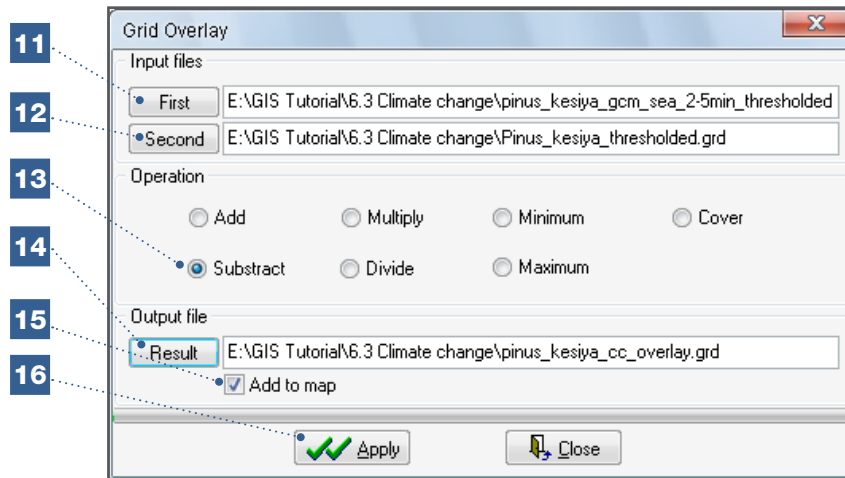 Grid Overlay
11
Input files
First E:\GIS Tutorial\6.3 Climate change\pinus_kesiya_gcm_sea_2-5min_thresholded
12
Second E:\GIS Tutorial\6.3 Climate change\Pinus_kesiya_thresholded.grd
13
Operation
Add Multiply Minimum Cover
14
Substract Divide Maximum
15
Output file
Result E:\GIS Tutorial\6.3 Climate change\pinus_kesiya_cc_overlay.grd
16
Add to map
Apply Close